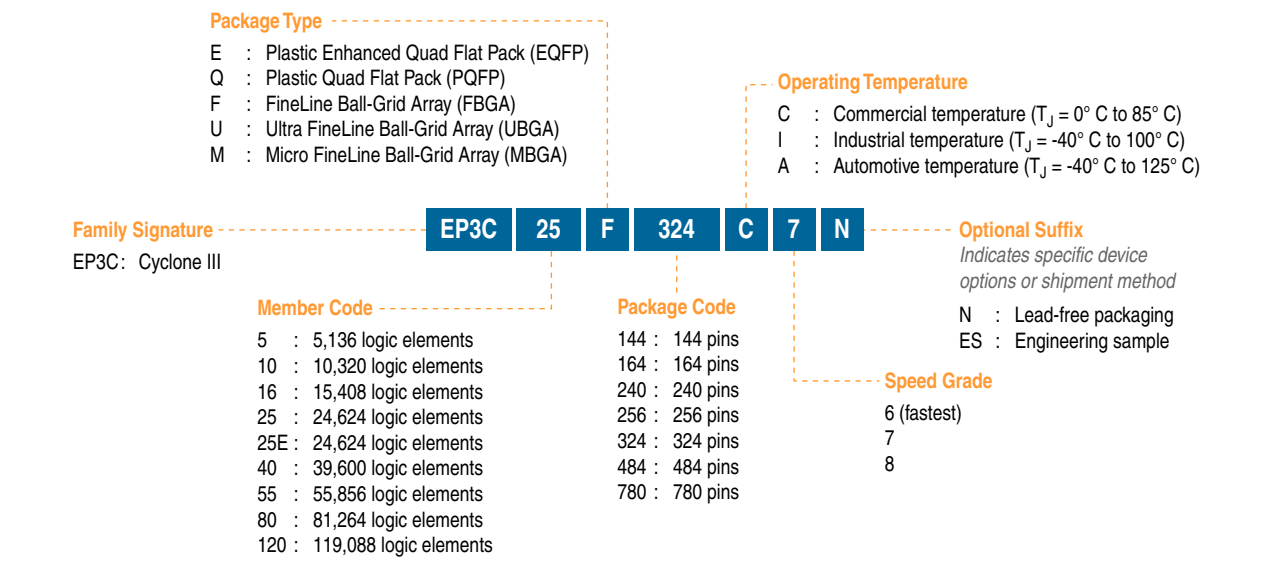 Package Type
E : Plastic Enhanced Quad Flat Pack (EQFP)
Q : Plastic Quad Flat Pack (PQFP)
F : FineLine Ball-Grid Array (FBGA)
U : Ultra FineLine Ball-Grid Array (UBGA)
M : Micro FineLine Ball-Grid Array (MBGA)
Operating Temperature
C : Commercial temperature (TJ = 0° C to 85° C)
I : Industrial temperature (TJ = -40° C to 100° C)
A : Automotive temperature (TJ = -40° C to 125° C)
Family Signature
EP3C : Cyclone III
EP3C 25 F 324 C 7 N
Optional Suffix
Indicates specific device
options or shipment method
N : Lead-free packaging
ES : Engineering sample
Member Code
5 : 5,136 logic elements
10 : 10,320 logic elements
16 : 15,408 logic elements
25 : 24,624 logic elements
25E : 24,624 logic elements
40 : 39,600 logic elements
55 : 55,856 logic elements
80 : 81,264 logic elements
120 : 119,088 logic elements
Package Code
144 : 144 pins
164 : 164 pins
240 : 240 pins
256 : 256 pins
324 : 324 pins
484 : 484 pins
780 : 780 pins
Speed Grade
6 (fastest)
7
8